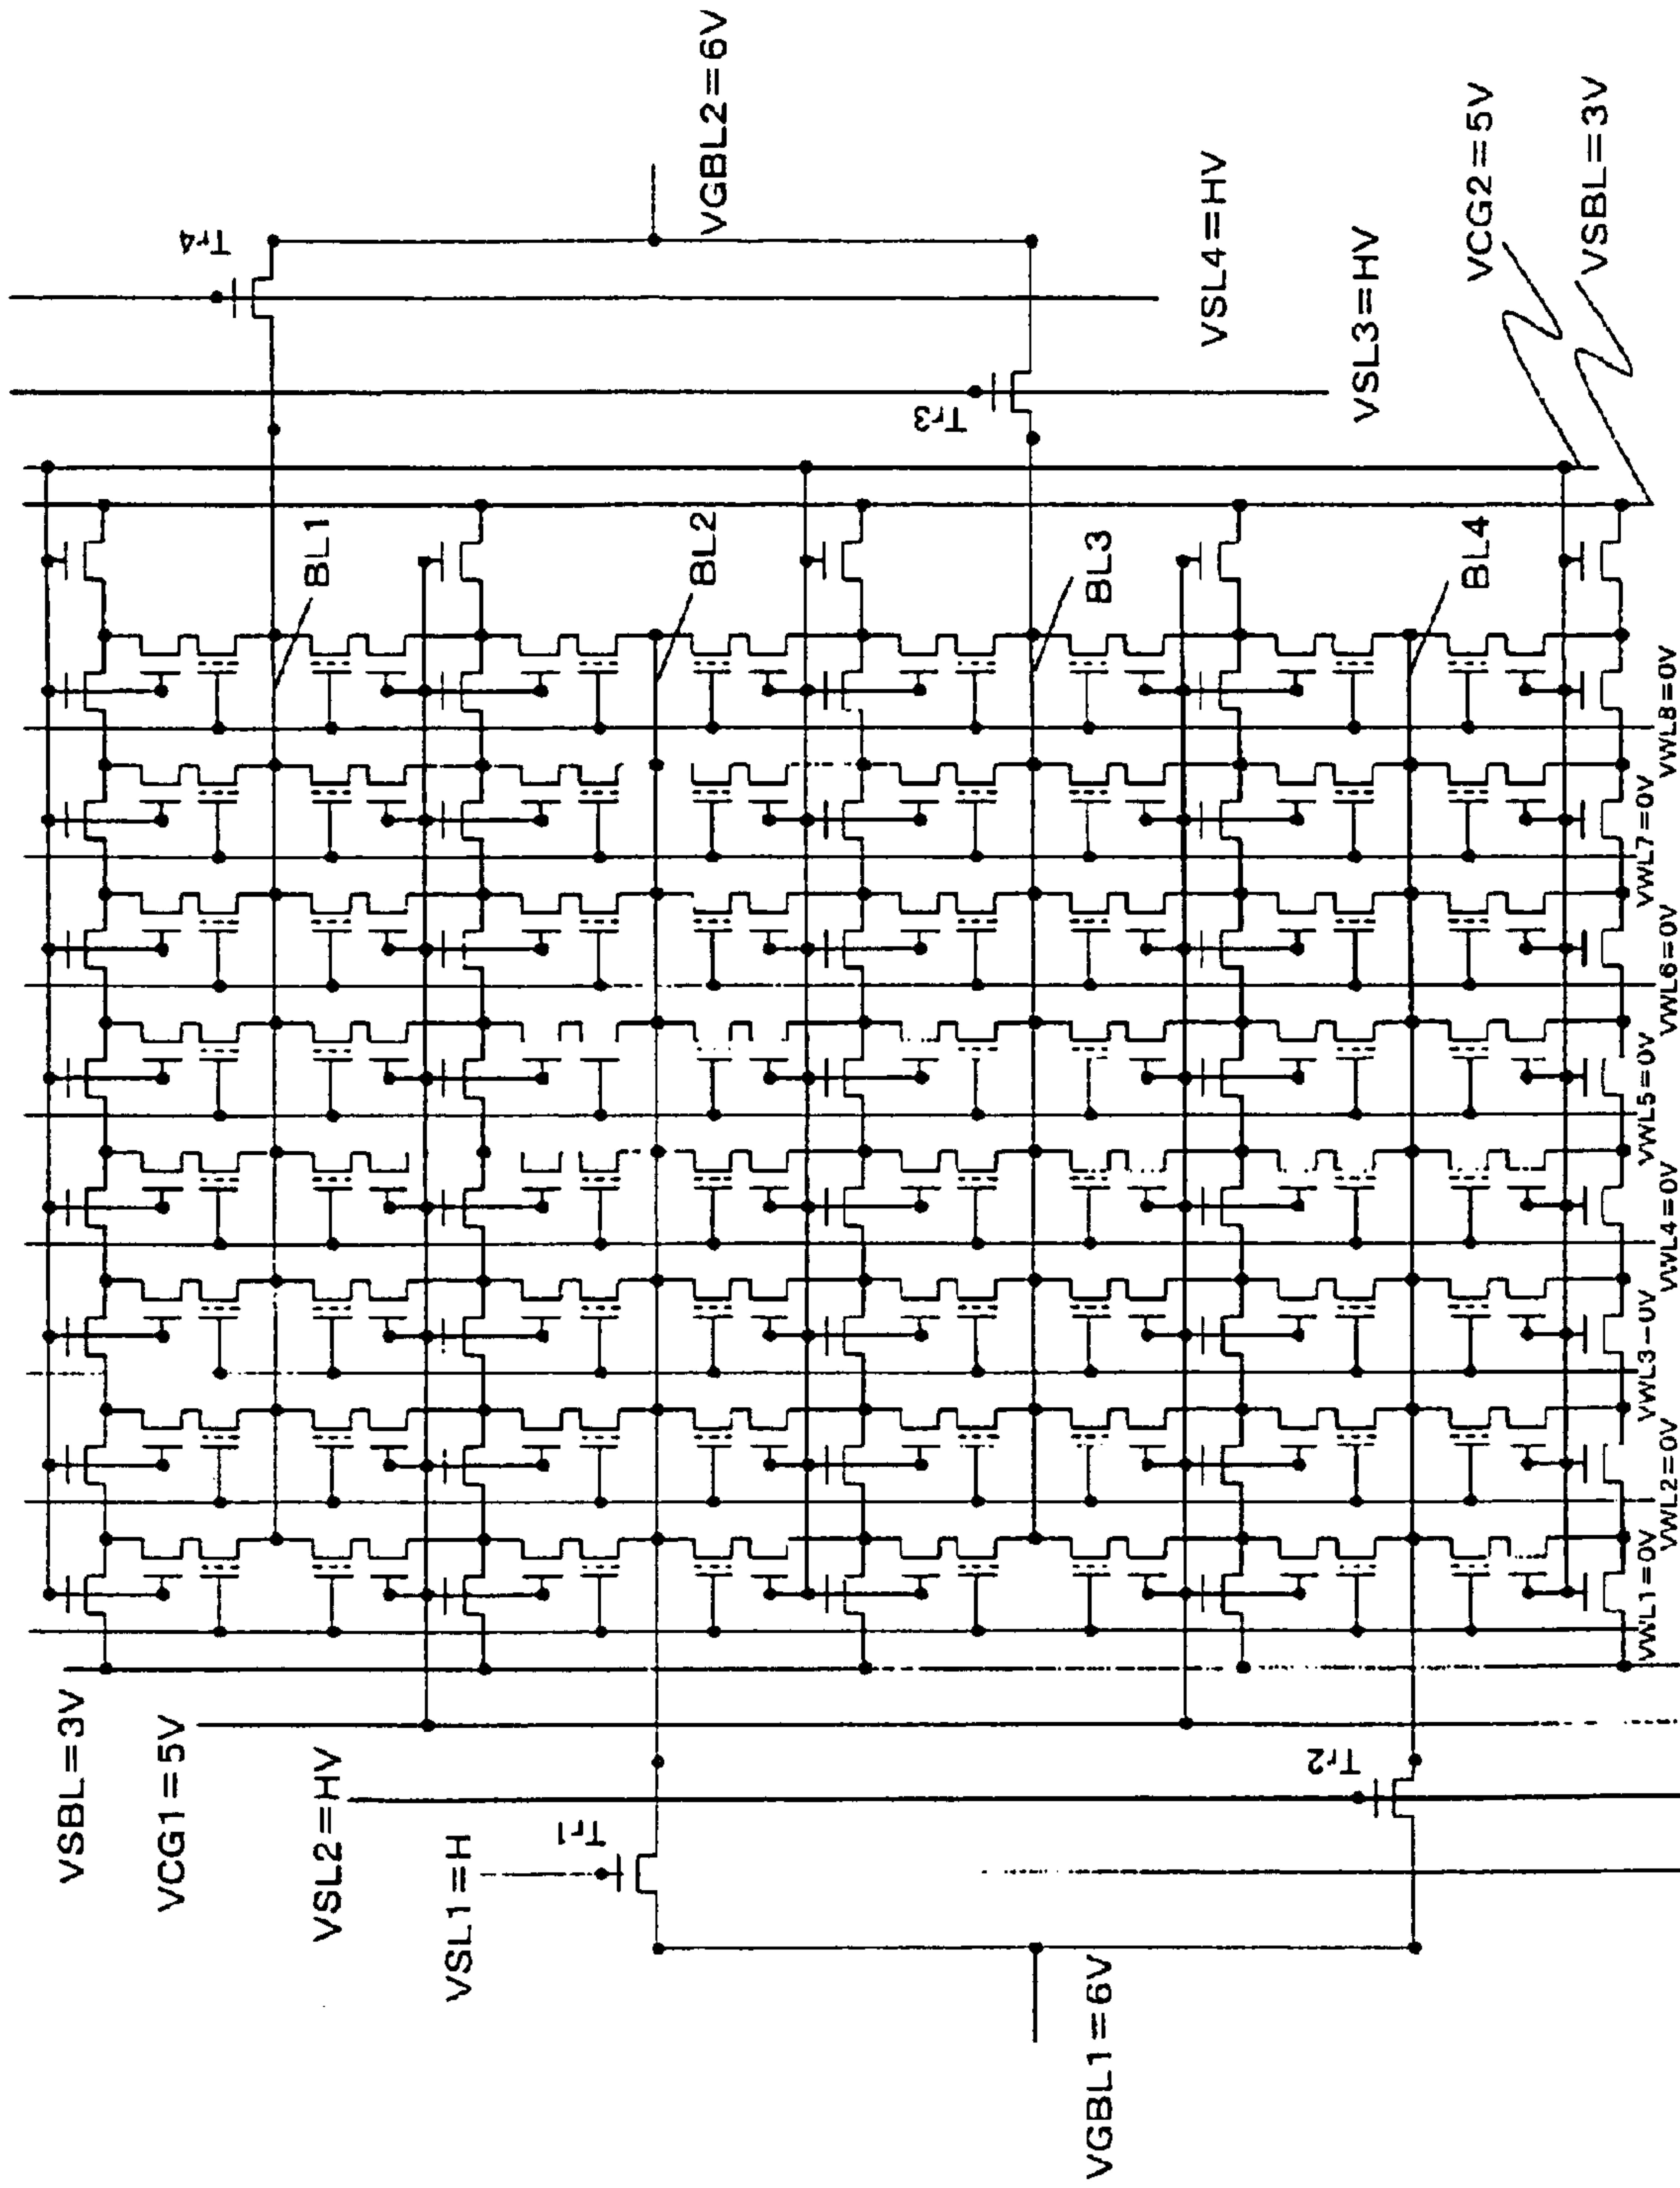 VSBL=3V
VCG1=5V
VSL2=HV
VSL1=H
Tr1
Tr2
VGBL1=6V
VWL1=0V
VWL2=0V
VWL3-0V
VWL4=0V
VWL5=0V
VWL6=0V
VWL7=0V
VWL8=0V
BL1
BL2
BL3
BL4
Tr4
Tr3
VGBL2=6V
VSL4=HV
VSL3=HV
VCG2=5V
VSBL=3V